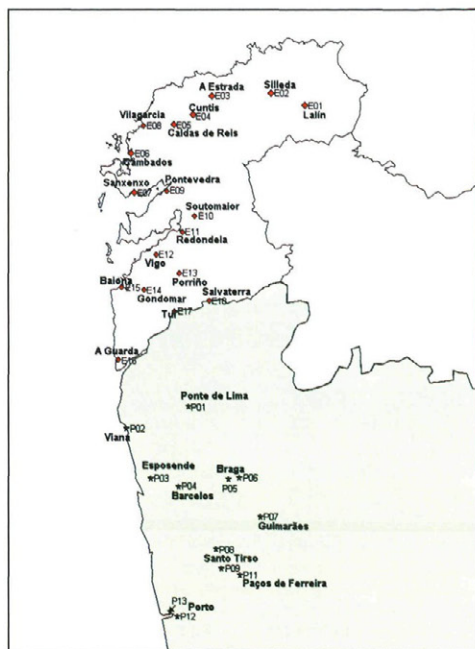 A Estrada
E03
Silleda
E02
E01
Lalín
Cuntis
E04
Vilagarcia
E08
E05
Caldas de Reis
E06
Cambados
Sanxenxo
E07
Pontevedra
E09
Soutomaior
E10
E11
Redondela
E12
Vigo
E13
Porriño
Baiona
E15
E14
Gondomar
Salvaterra
E18
Tui
E17
A Guarda
E16
Ponte de Lima
P01
P02
Viana
Esposende
P03
P04
Barcelos
Braga
P06
P05
P07
Guimarães
P08
Santo Tirso
P09
P11
Paços de Ferreira
P13
Porto
P12